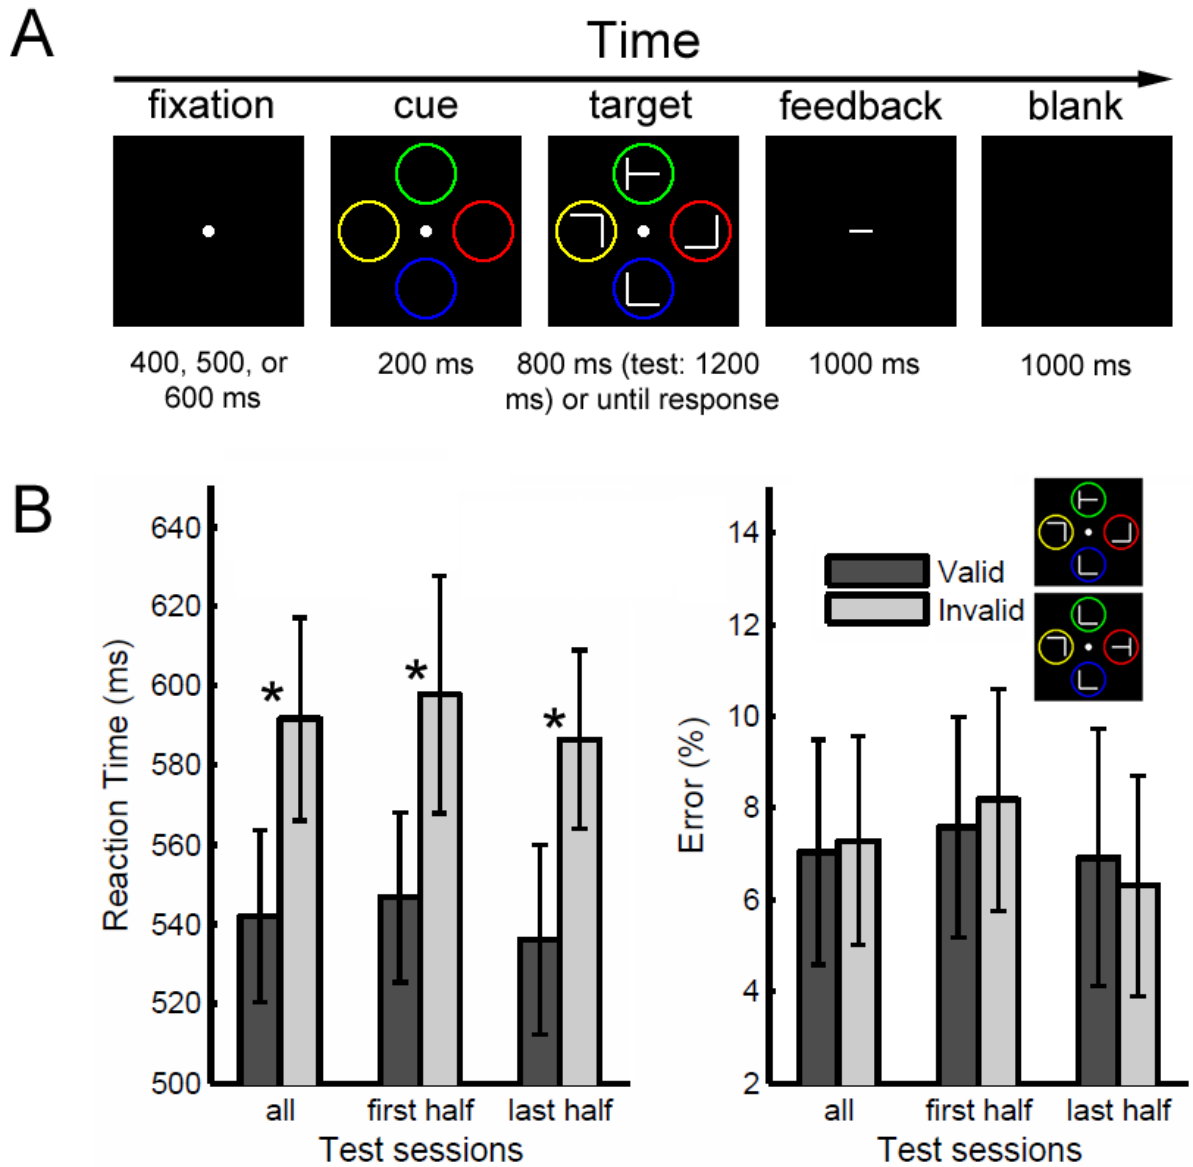 A
Time
fixation cue target feedback blank
400, 500, or
600 ms
200 ms
800 ms (test: 1200
ms) or until response
1000 ms
1000 ms
B
Reaction Time (ms)
640
620
600
580
560
540
520
500
*
*
*
all first half last half
Test sessions
Error (%)
14
12
10
8
6
4
2
Valid
Invalid
all first half last half
Test sessions